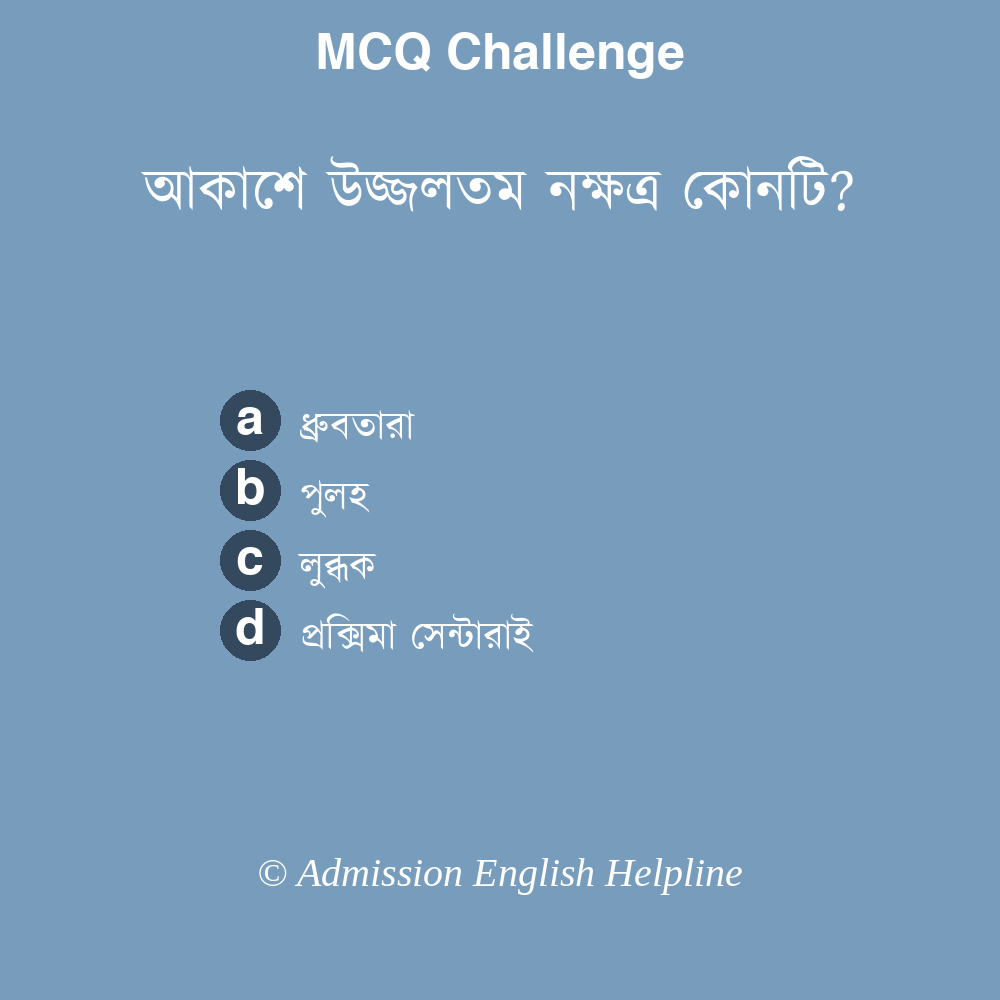 MCQ Challenge
আকাশে উজ্জলতম নক্ষত্র কোনটি?
a ধ্রুবতারা
b পুলহ
c লুব্ধক
d প্রক্সিমা সেন্টারাই
© Admission English Helpline